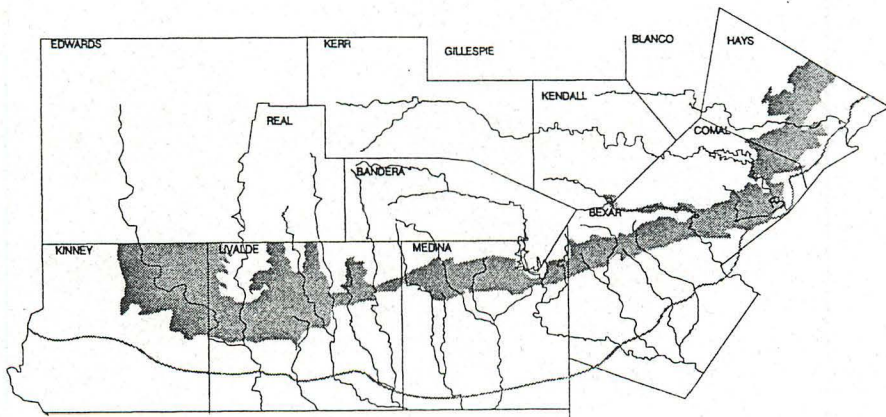 EDWARDS
KERR
GILLESPIE
BLANCO
HAYS
KENDALL
REAL
COMAL
BANDERA
BEXAR
KINNEY
UVALDE
MEDINA